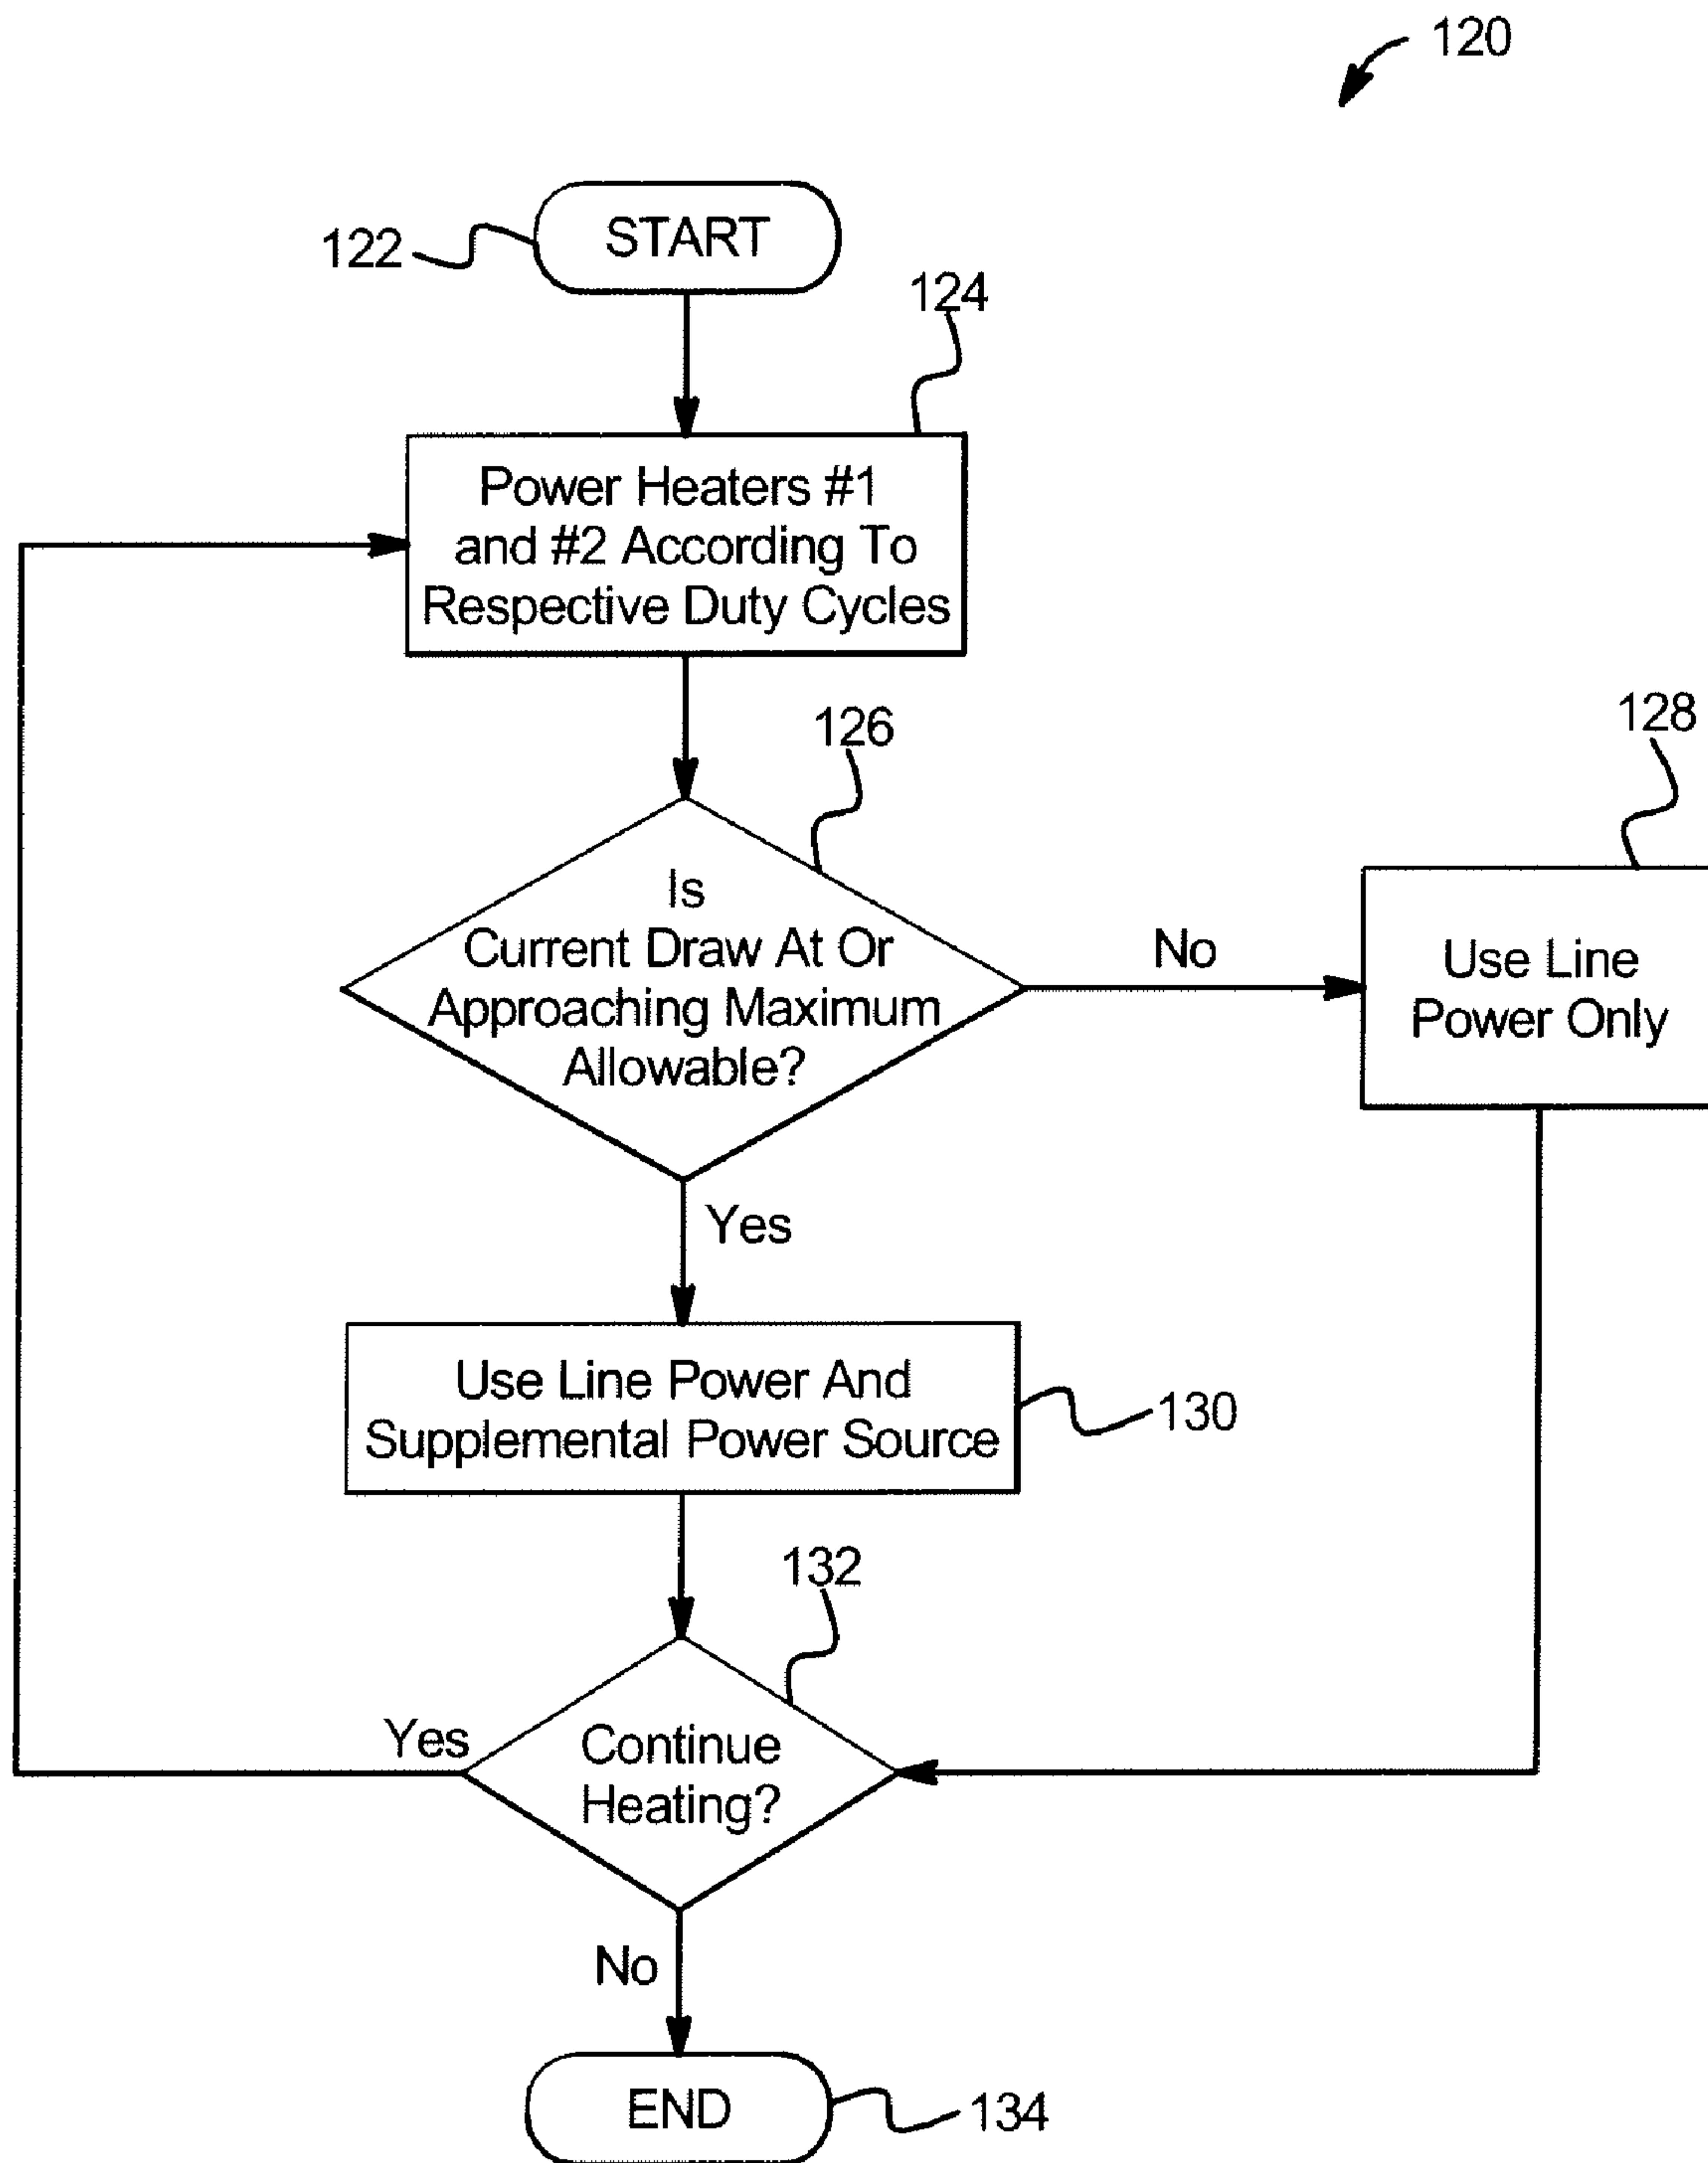 120
START
122
124
Power Heaters #1
and #2 According To
Respective Duty Cycles
126
128
Is
Current Draw At Or
Approaching Maximum
Allowable?
No
Use Line
Power Only
Yes
Use Line Power And
Supplemental Power Source
130
132
Yes
Continue
Heating?
No
END
134